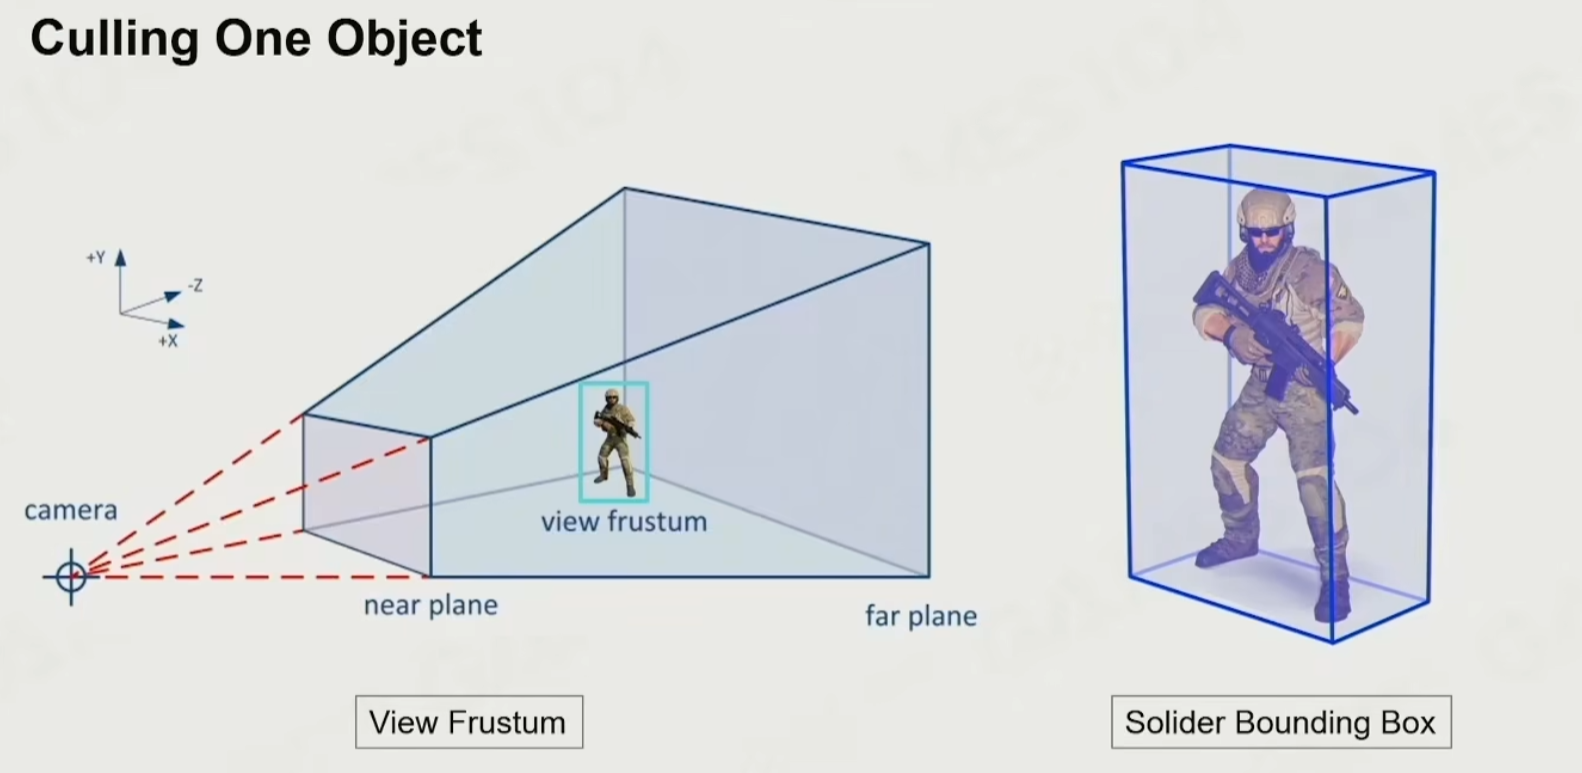 Culling One Object
+Y
-Z
+X
camera
view frustum
near plane
far plane
View Frustum
Solider Bounding Box